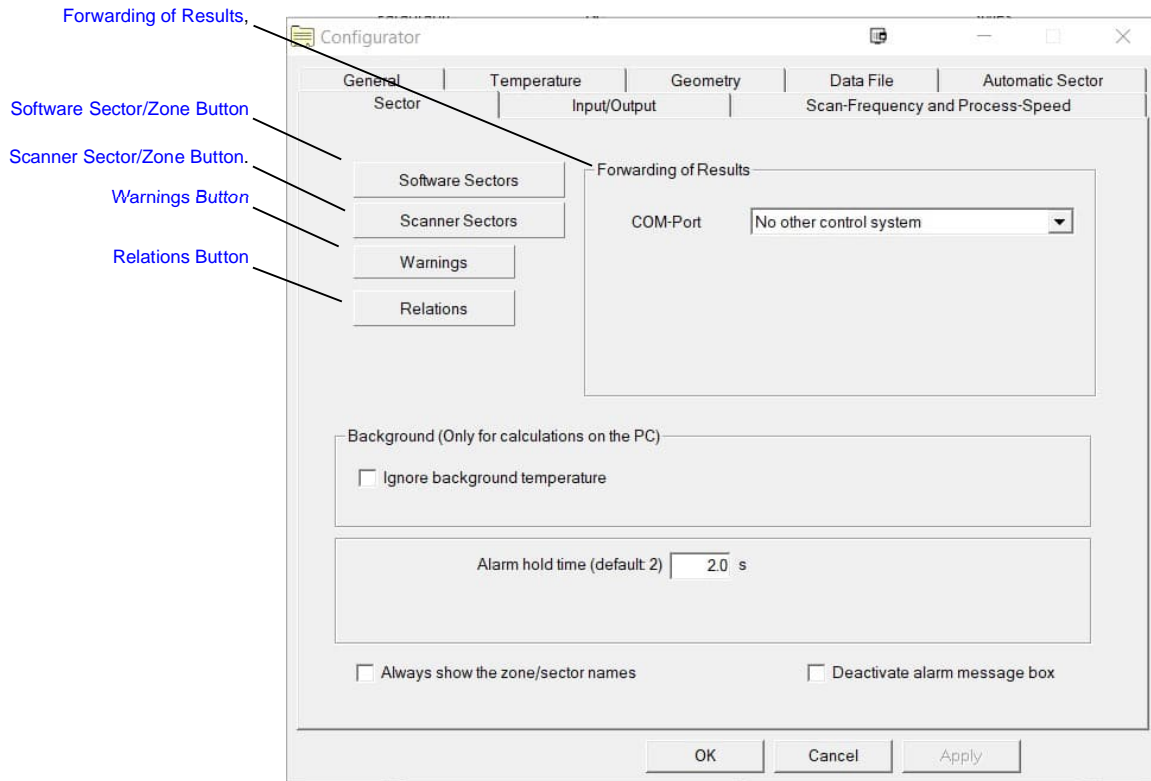 Forwarding of Results,
Configurator
General Temperature Geometry Data File Automatic Sector
Sector Input/Output Scan-Frequency and Process-Speed
Software Sector/Zone Button
Scanner Sector/Zone Button.
Warnings Button
Relations Button
Software Sectors
Scanner Sectors
Warnings
Relations
Forwarding of Results
COM-Port No other control system
Background (Only for calculations on the PC)
Ignore background temperature
Alarm hold time (default: 2) 2.0 s
Always show the zone/sector names Deactivate alarm message box
OK Cancel Apply